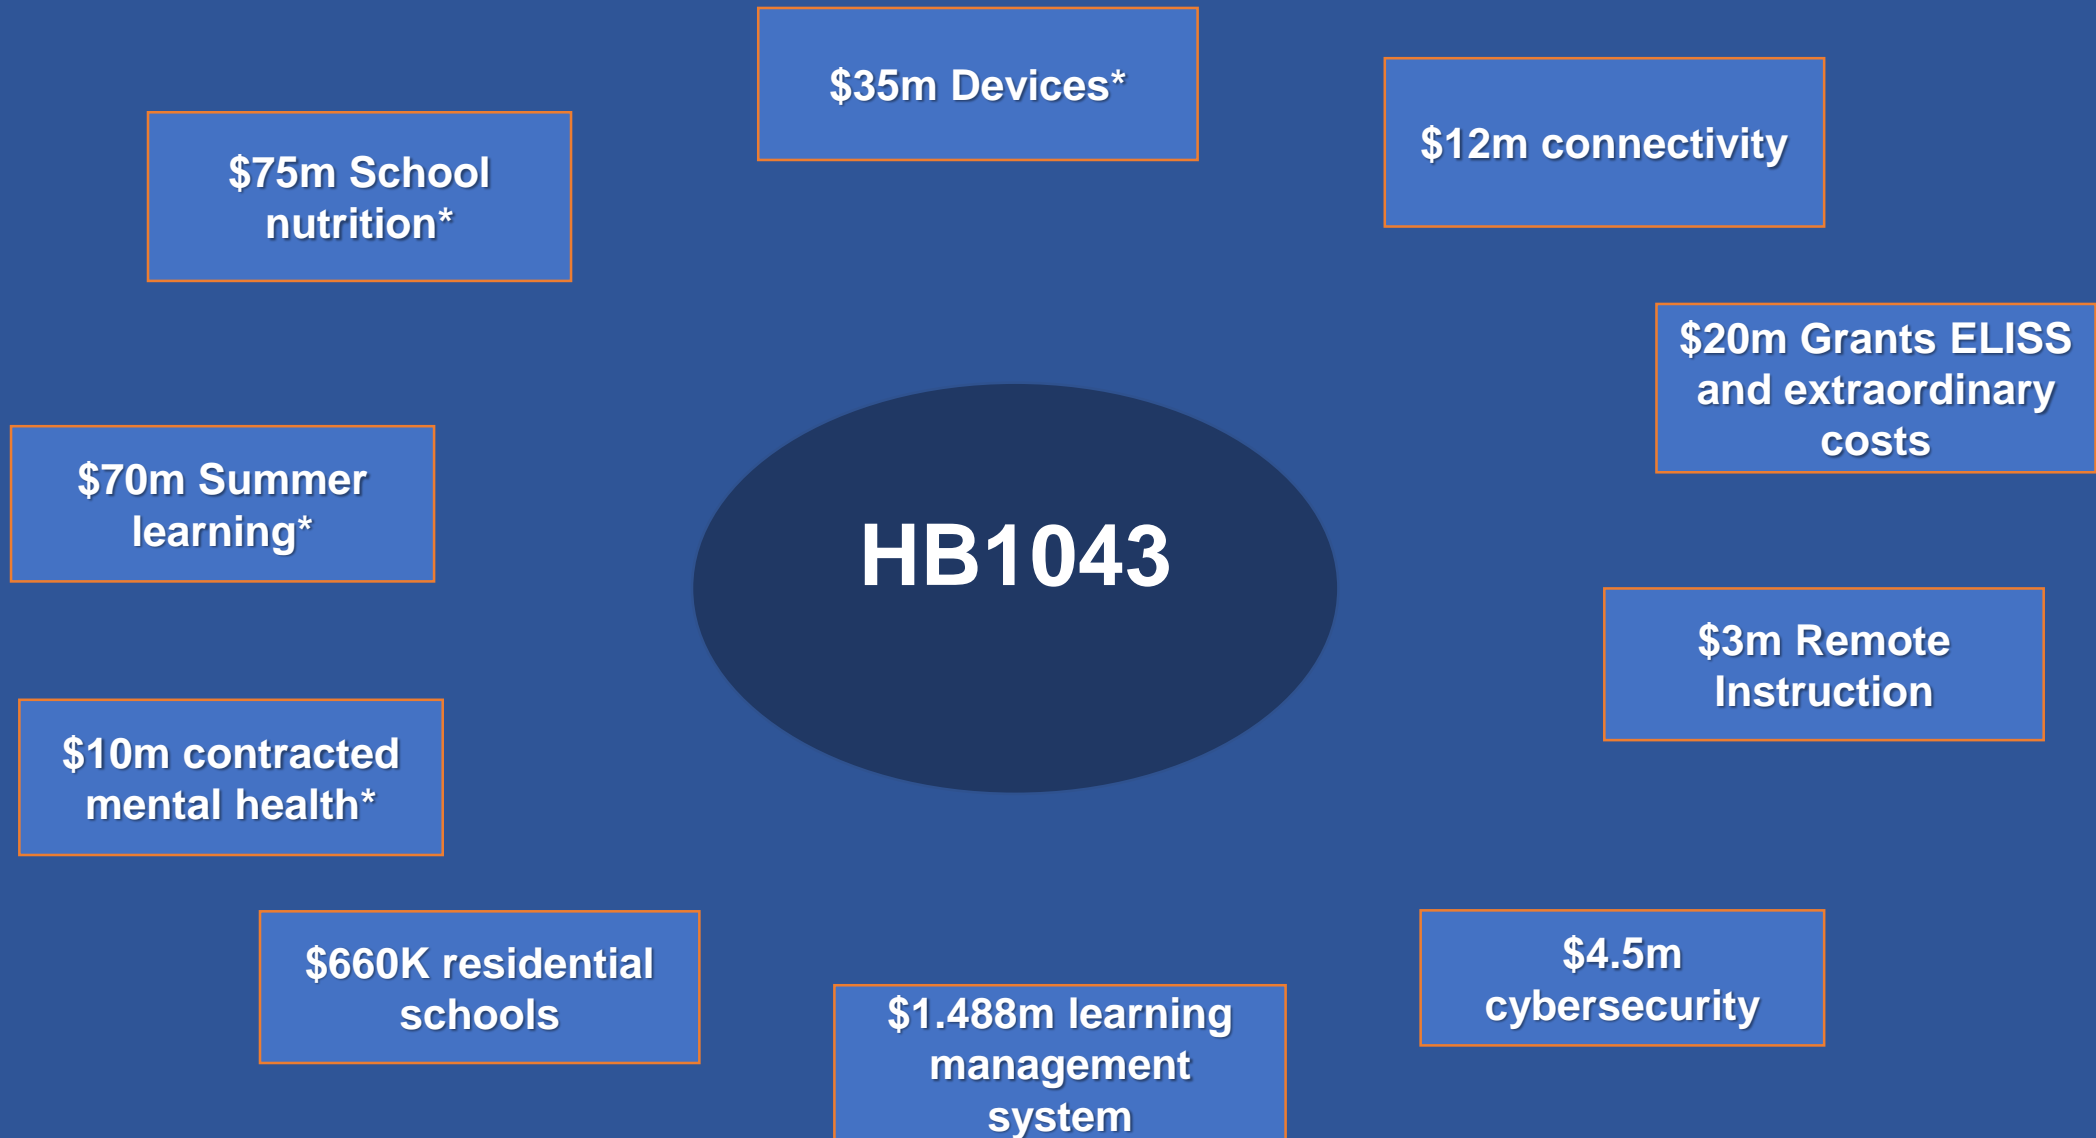 $35m Devices*
$12m connectivity
$75m School
nutrition*
$20m Grants ELISS
and extraordinary
costs
$70m Summer
learning*
HB1043
$3m Remote
Instruction
$10m contracted
mental health*
$660K residential
schools
$4.5m
cybersecurity
$1.488m learning
management
system